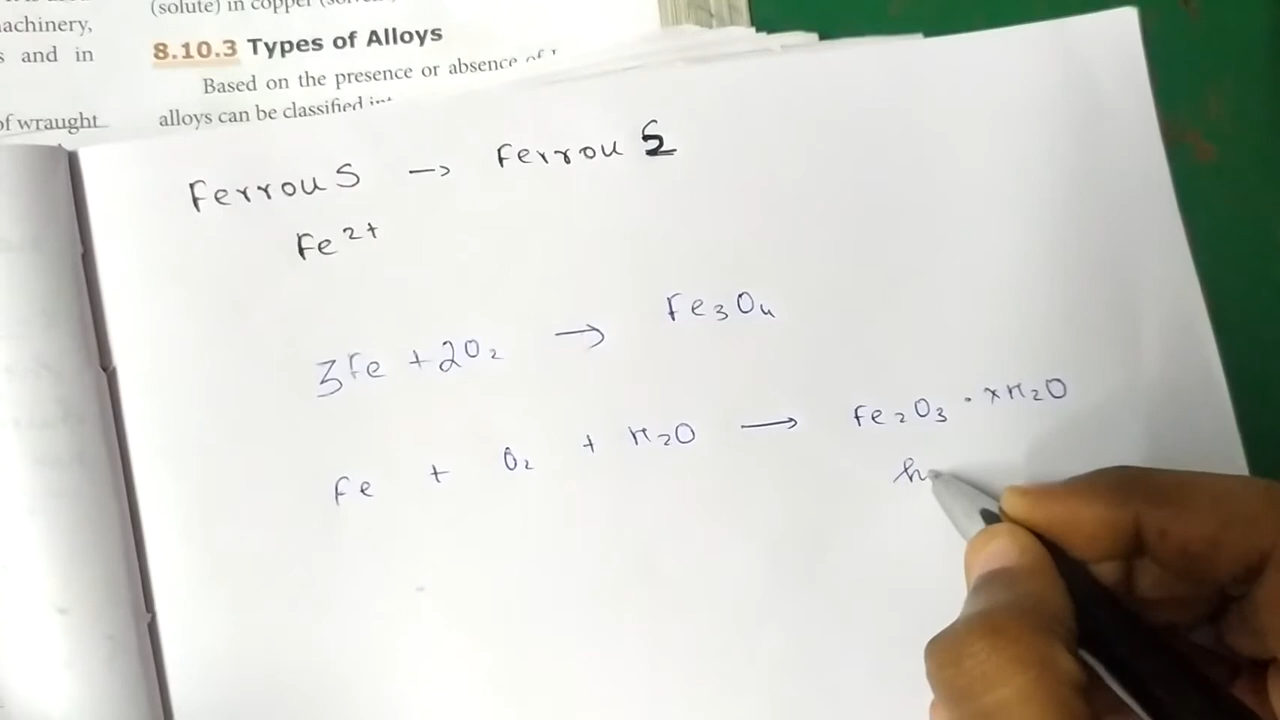 (solute) in copper
achinery,
8.10.3 Types of Alloys
s and in
Based on the presence or absence of
alloys can be classified
of wraught
Ferrous → Ferrous
Fe²⁺
3Fe + 2O₂ → Fe₃O₄
Fe + O₂ + H₂O → Fe₂O₃ · xH₂O
h